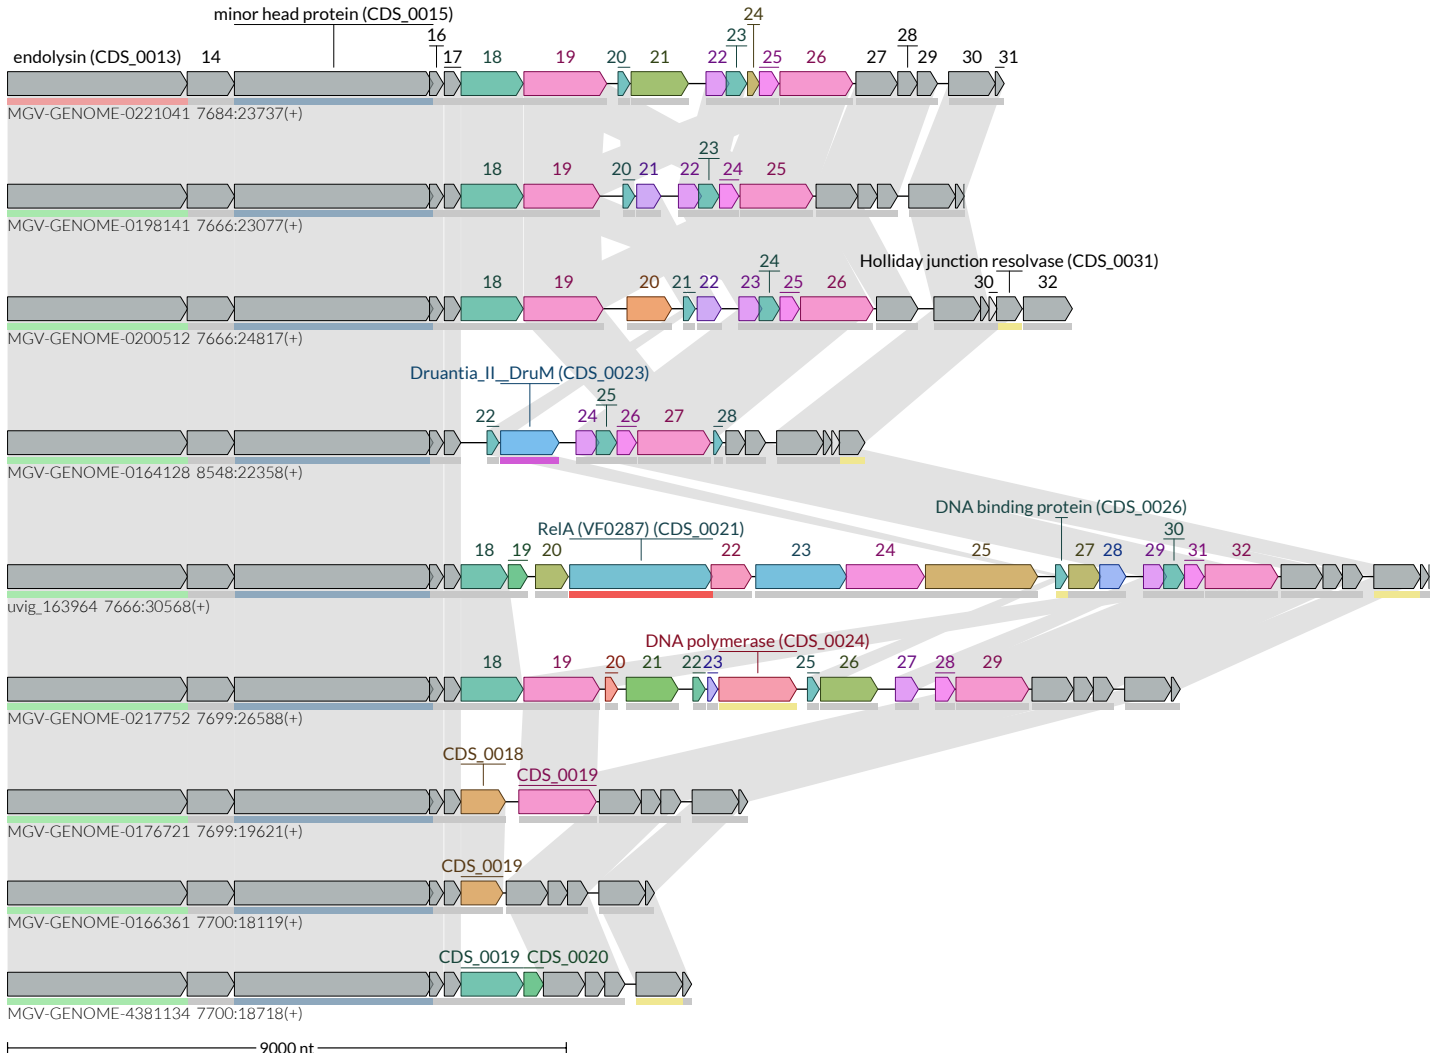 minor head protein (CDS_0015)
24
16 23 28
endolysin (CDS_0013) 14 17 18 19 20 21 22 25 26 27 29 30 31
MGV-GENOME-0221041 7684:23737(+)
23
18 19 20 21 22 24 25
MGV-GENOME-0198141 7666:23077(+)
24 Holliday junction resolvase (CDS_0031)
18 19 20 21 22 23 25 26 30 32
MGV-GENOME-0200512 7666:24817(+)
Druantia_II__DruM (CDS_0023)
25
22 24 26 27 28
MGV-GENOME-0164128 8548:22358(+)
DNA binding protein (CDS_0026)
RelA (VF0287) (CDS_0021) 30
18 19 20 22 23 24 25 27 28 29 31 32
uvig_163964 7666:30568(+)
DNA polymerase (CDS_0024)
18 19 20 21 22 23 25 26 27 28 29
MGV-GENOME-0217752 7699:26588(+)
CDS_0018
CDS_0019
MGV-GENOME-0176721 7699:19621(+)
CDS_0019
MGV-GENOME-0166361 7700:18119(+)
CDS_0019 CDS_0020
MGV-GENOME-4381134 7700:18718(+)
9000 nt